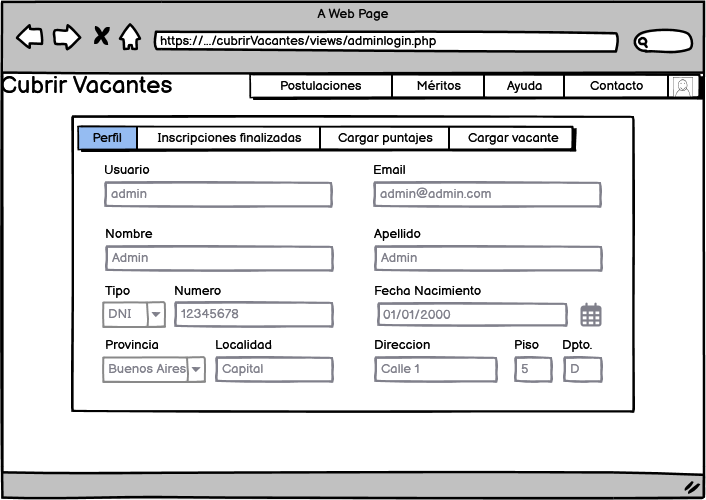 A Web Page
https://.../cubrirVacantes/views/adminlogin.php
Cubrir Vacantes
Postulaciones Méritos Ayuda Contacto
Perfil Inscripciones finalizadas Cargar puntajes Cargar vacante
Usuario Email
admin admin@admin.com
Nombre Apellido
Admin Admin
Tipo Numero Fecha Nacimiento
DNI 12345678 01/01/2000
Provincia Localidad Direccion Piso Dpto.
Buenos Aires Capital Calle 1 5 D